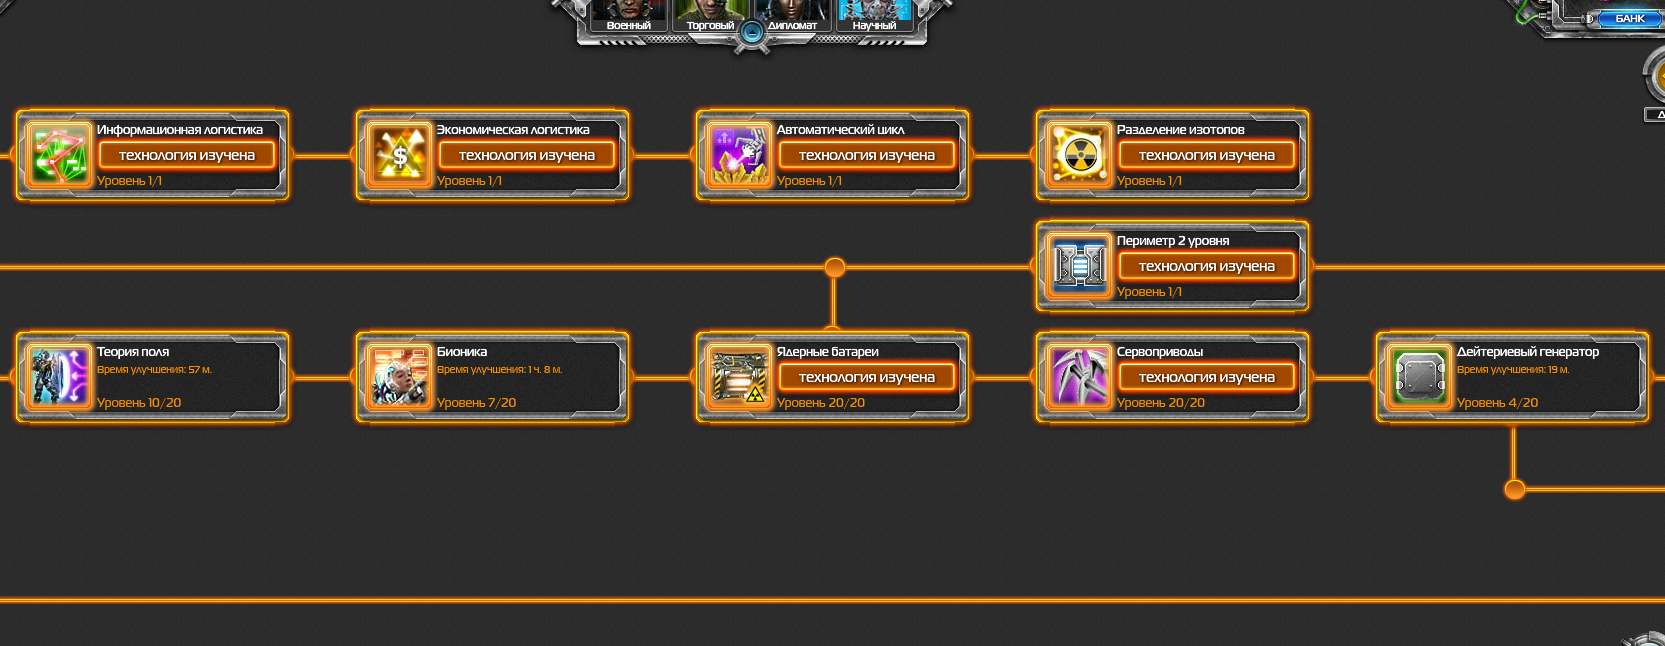 Военный
Торговый
Дипломат
Научный
БАНК
Информационная логистика
технология изучена
Уровень 1/1
Экономическая логистика
технология изучена
Уровень 1/1
Автоматический цикл
технология изучена
Уровень 1/1
Разделение изотопов
технология изучена
Уровень 1/1
Периметр 2 уровня
технология изучена
Уровень 1/1
Теория поля
Время улучшения: 57 м.
Уровень 10/20
Бионика
Время улучшения: 1 ч. 8 м.
Уровень 7/20
Ядерные батареи
технология изучена
Уровень 20/20
Сервоприводы
технология изучена
Уровень 20/20
Дейтериевый генератор
Время улучшения: 19 м.
Уровень 4/20